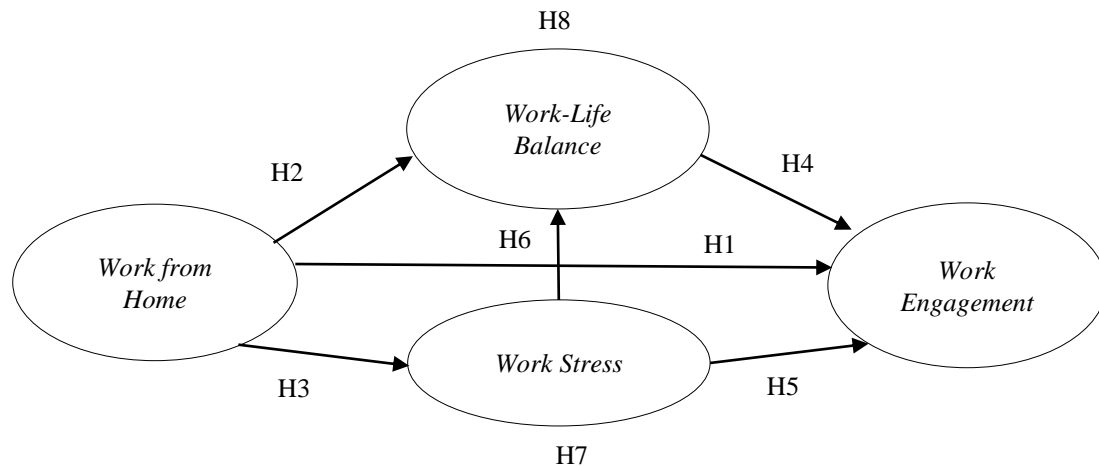 H8
Work-Life
Balance
H2
H4
H6
H1
Work from
Home
Work
Engagement
Work Stress
H3
H5
H7